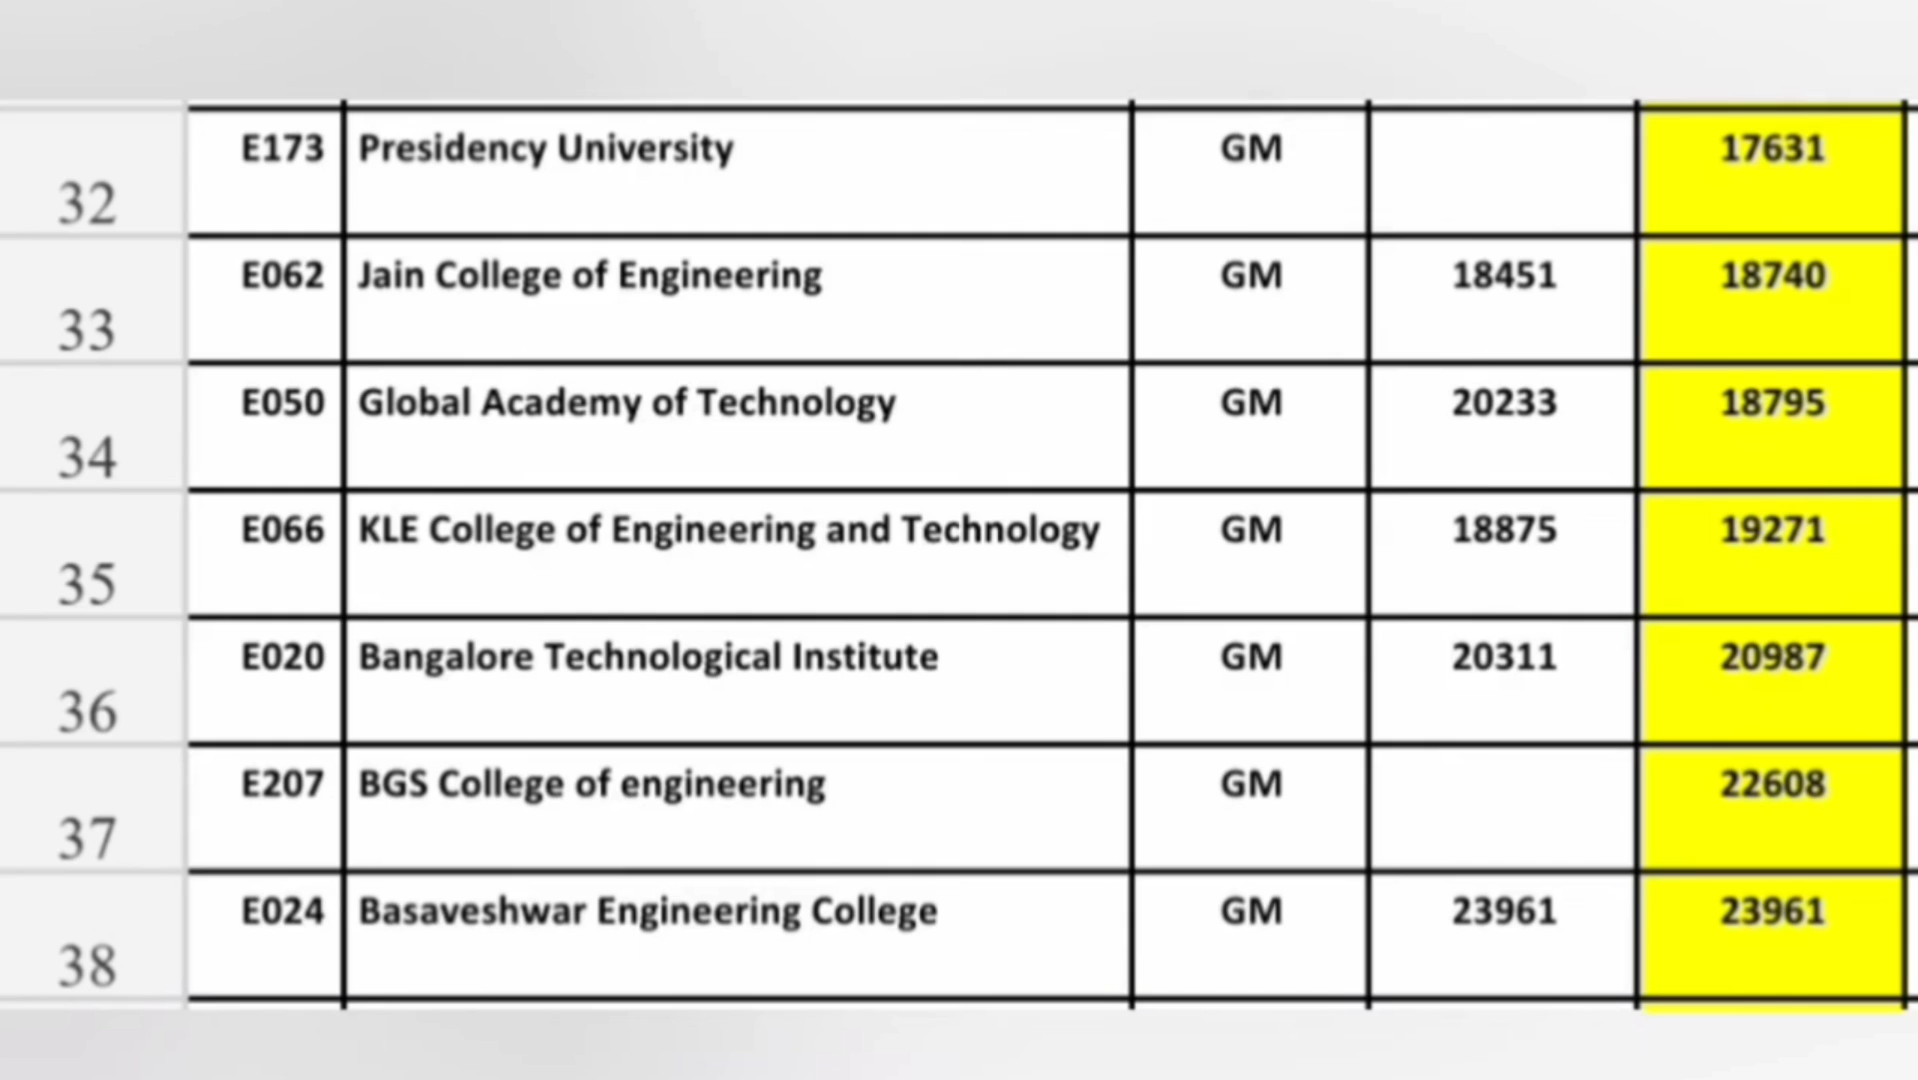 32 E173 Presidency University GM 17631
33 E062 Jain College of Engineering GM 18451 18740
34 E050 Global Academy of Technology GM 20233 18795
35 E066 KLE College of Engineering and Technology GM 18875 19271
36 E020 Bangalore Technological Institute GM 20311 20987
37 E207 BGS College of engineering GM 22608
38 E024 Basaveshwar Engineering College GM 23961 23961